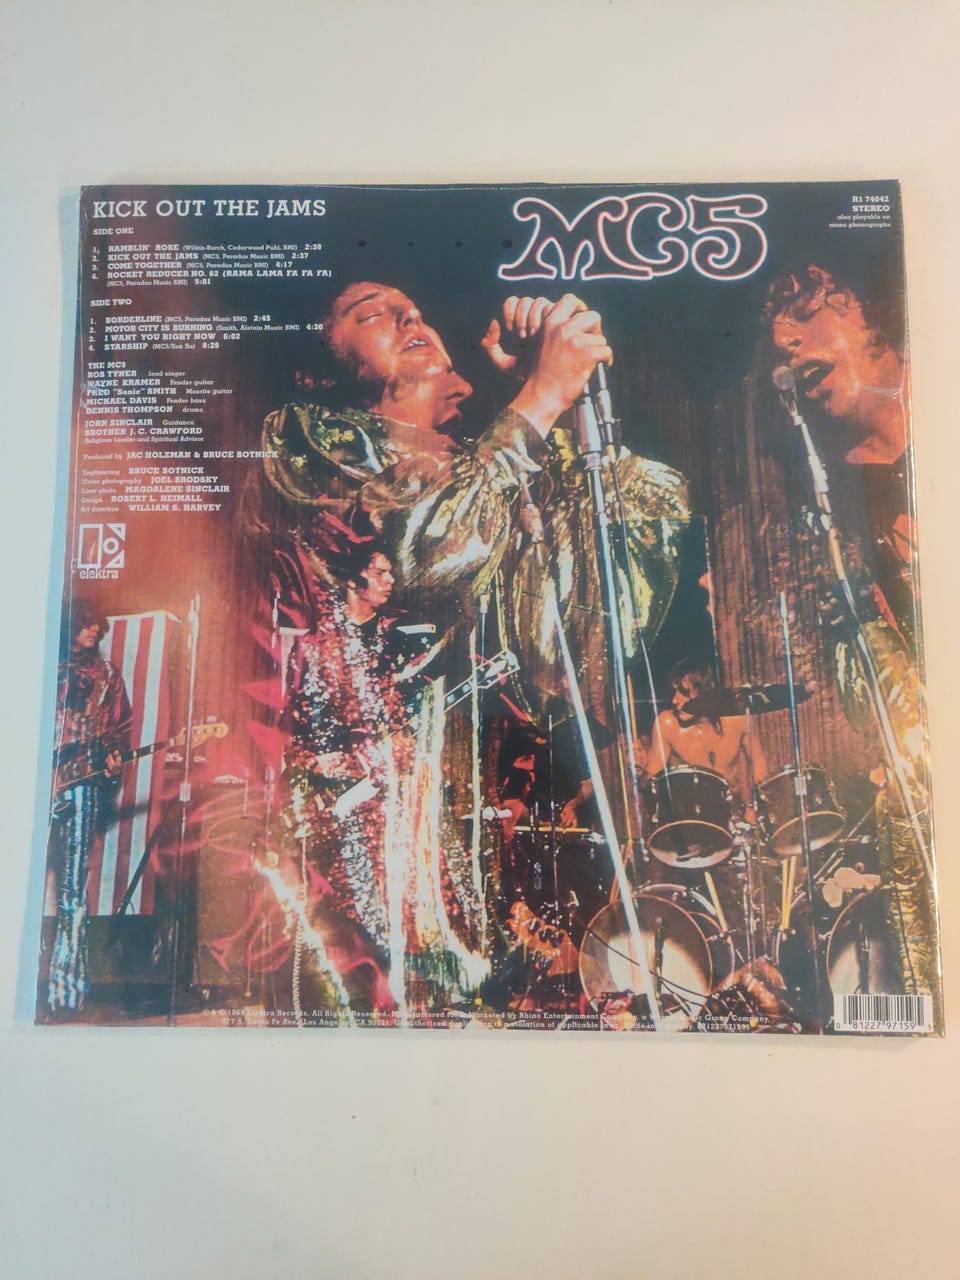 KICK OUT THE JAMS
MC5
R1 74042
STEREO
also playable on
mono phonographs
SIDE ONE
1. RAMBLIN' ROSE (Wilkin-Burch, Cedarwood Publ. BMI) 2:39
2. KICK OUT THE JAMS (MC5, Paradox Music BMI) 2:37
3. COME TOGETHER (MC5, Paradox Music BMI) 4:17
4. ROCKET REDUCER NO. 62 (RAMA LAMA FA FA FA)
(MC5, Paradox Music BMI) 5:01
SIDE TWO
1. BORDERLINE (MC5, Paradox Music BMI) 2:45
2. MOTOR CITY IS BURNING (Smith, Alstein Music BMI) 4:30
3. I WANT YOU RIGHT NOW 5:02
4. STARSHIP (MC5/Sun Ra) 8:26
THE MC5
ROB TYNER lead singer
WAYNE KRAMER Fender guitar
FRED "Sonic" SMITH Mosrite guitar
MICHAEL DAVIS Fender bass
DENNIS THOMPSON drums
JOHN SINCLAIR Guidance
BROTHER J. C. CRAWFORD
Religious Leader and Spiritual Advisor
Produced by JAC HOLZMAN & BRUCE BOTNICK
Engineering BRUCE BOTNICK
Cover photography JOEL BRODSKY
Liner photo MAGDALENE SINCLAIR
Design ROBERT L. HEIMALL
Art direction WILLIAM S. HARVEY
elektra
℗ & © 1969 Elektra Records. All Rights Reserved. Manufactured for & Marketed by Rhino Entertainment Company, a Warner Music Group Company,
777 S. Santa Fe Ave., Los Angeles, CA 90021. Unauthorized duplication is a violation of applicable laws. Made in Germany.
0 81227 97159 5